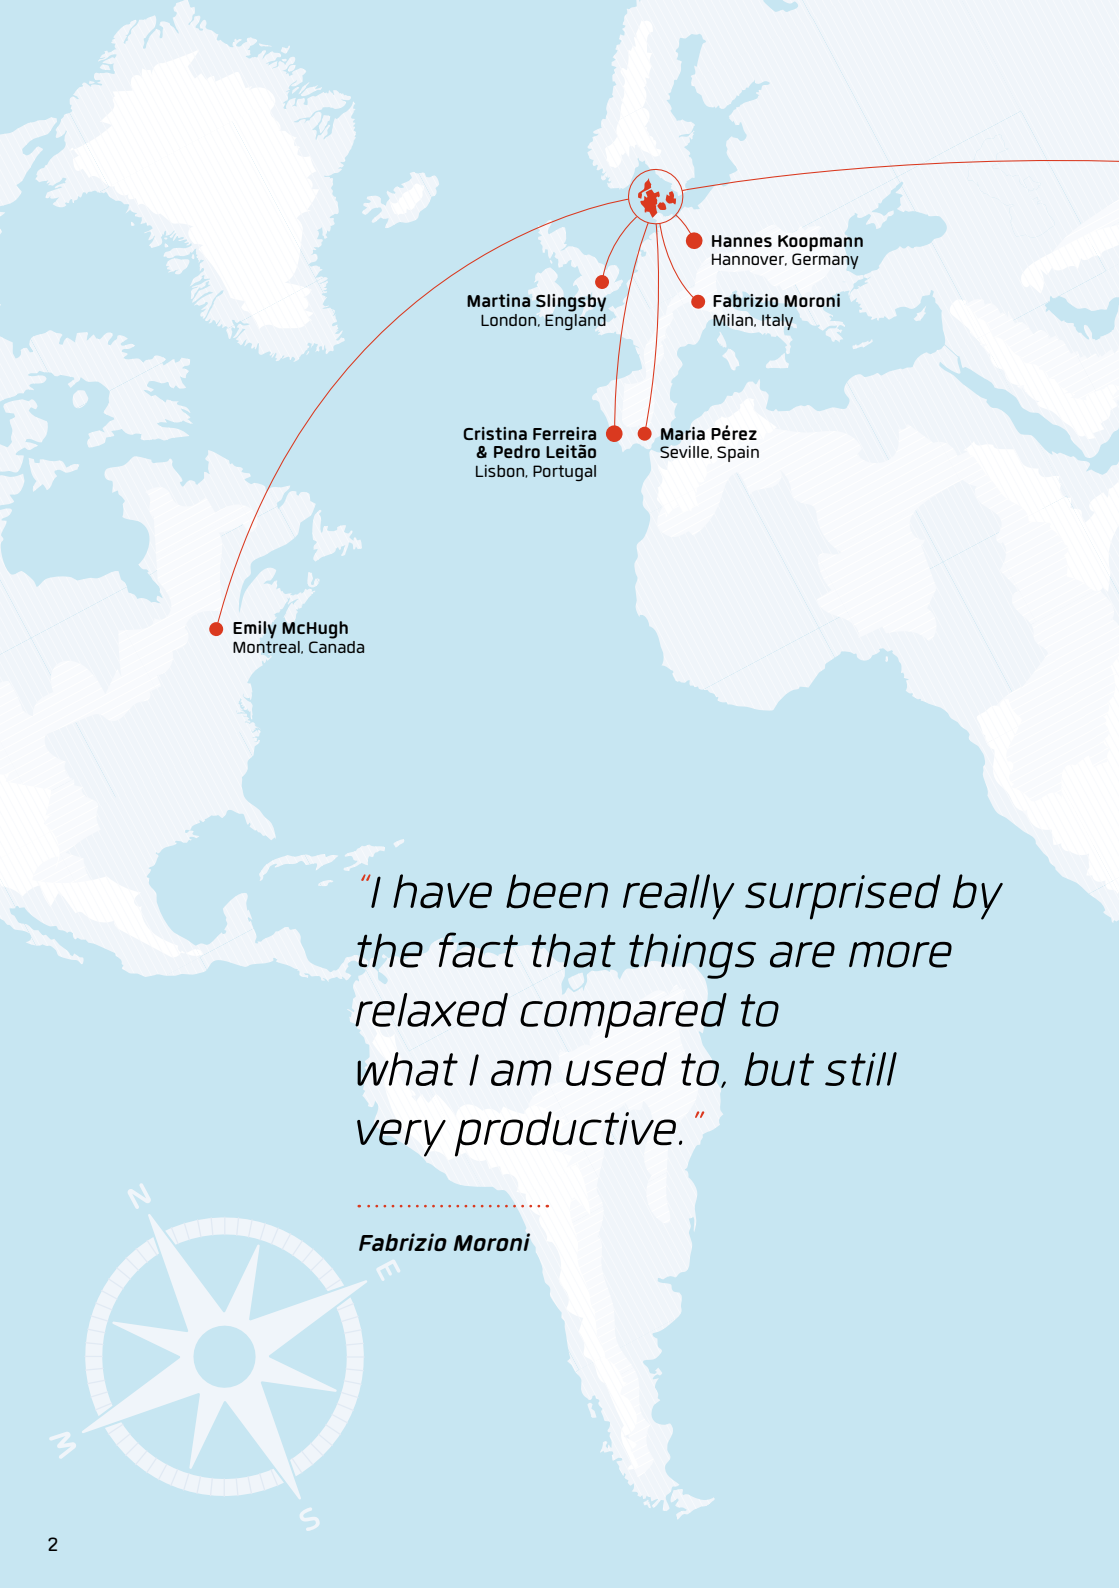 Hannes Koopmann
Hannover, Germany
Martina Slingsby
London, England
Fabrizio Moroni
Milan, Italy
Cristina Ferreira
& Pedro Leitão
Lisbon, Portugal
Maria Pérez
Seville, Spain
Emily McHugh
Montreal, Canada
"I have been really surprised by
the fact that things are more
relaxed compared to
what I am used to, but still
very productive."
Fabrizio Moroni
N
E
W
S
2